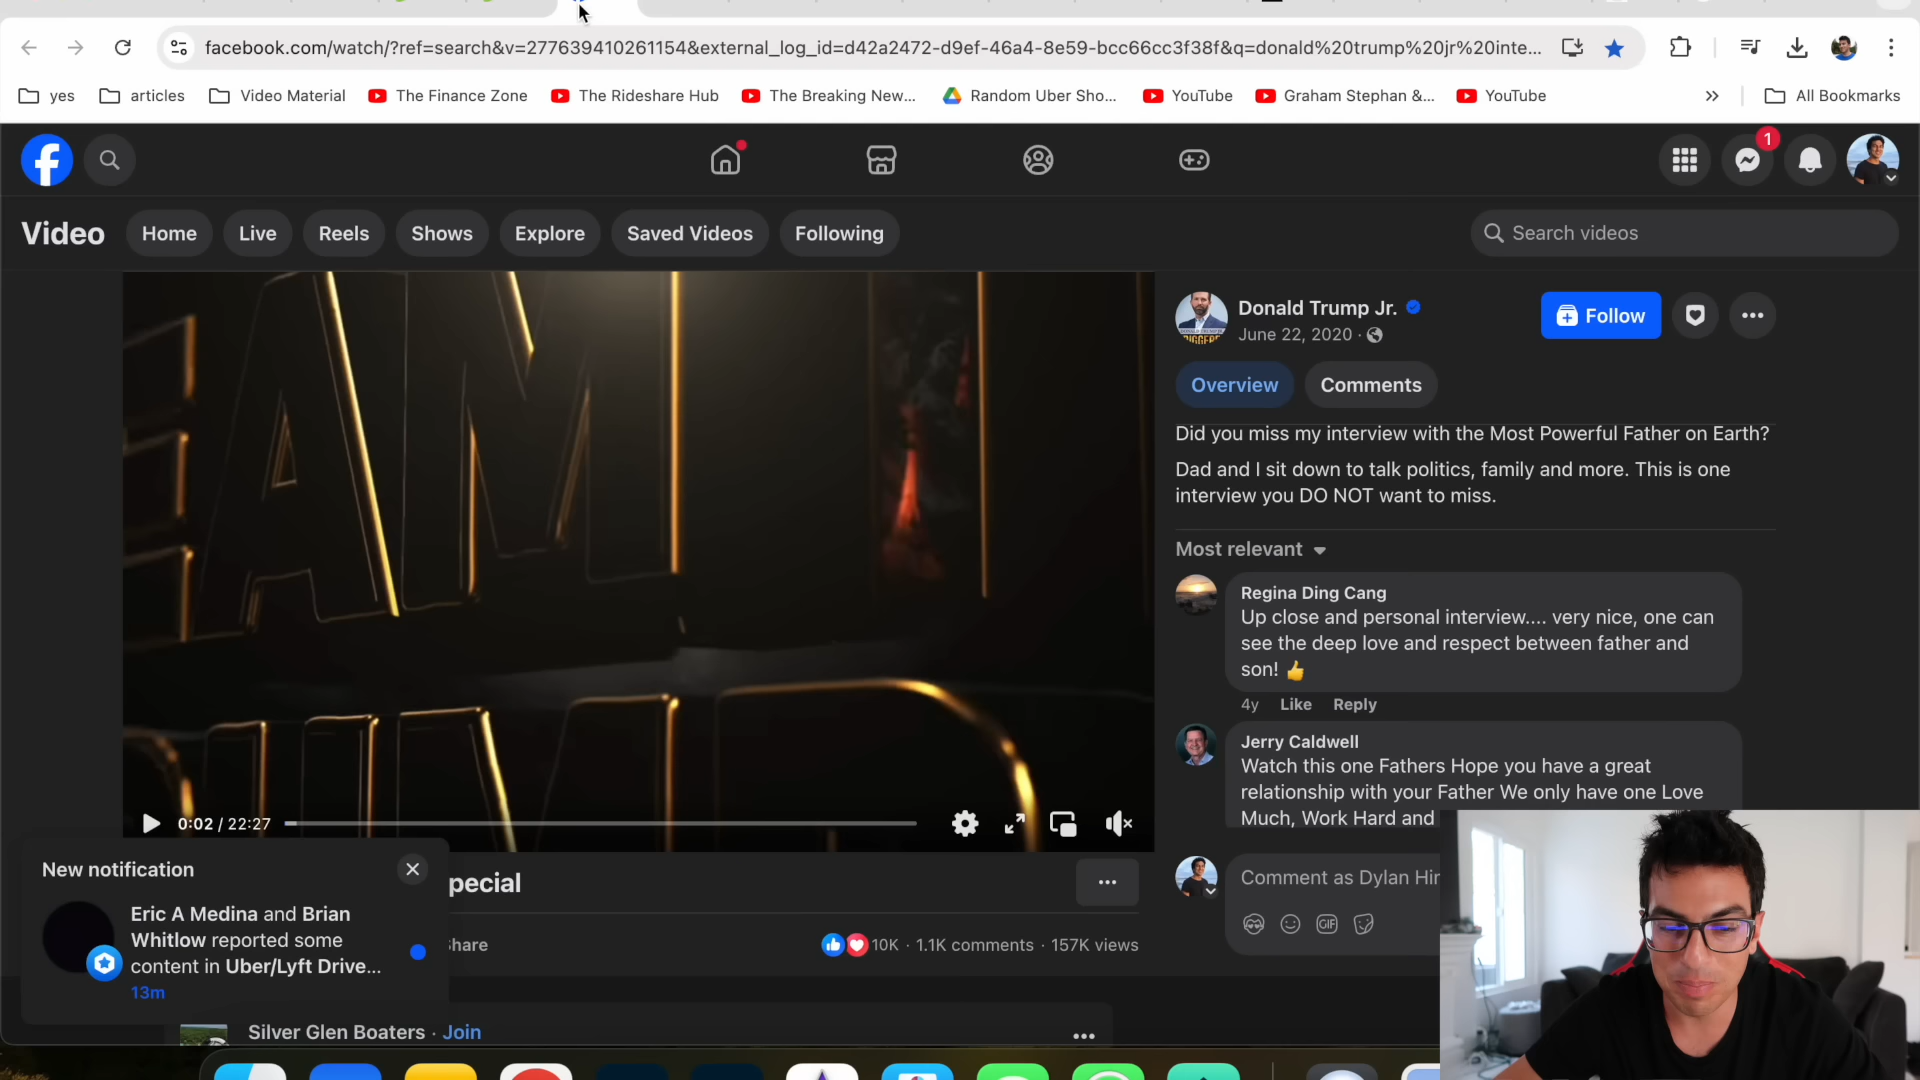 facebook.com/watch/?ref=search&v=277639410261154&external_log_id=d42a2472-d9ef-46a4-8e59-bcc66cc3f38f&q=donald%20trump%20jr%20inte...
yes articles Video Material The Finance Zone The Rideshare Hub The Breaking New... Random Uber Sho... YouTube Graham Stephan &... YouTube All Bookmarks
1
Video Home Live Reels Shows Explore Saved Videos Following Search videos
Donald Trump Jr.
June 22, 2020 ·
Follow
Overview Comments
Did you miss my interview with the Most Powerful Father on Earth?
Dad and I sit down to talk politics, family and more. This is one
interview you DO NOT want to miss.
Most relevant
Regina Ding Cang
Up close and personal interview.... very nice, one can
see the deep love and respect between father and
son! 👍
4y Like Reply
Jerry Caldwell
Watch this one Fathers Hope you have a great
relationship with your Father We only have one Love
Much, Work Hard and
Comment as Dylan Hir
GIF
EAM
0:02 / 22:27
pecial
hare
10K · 1.1K comments · 157K views
New notification
Eric A Medina and Brian
Whitlow reported some
content in Uber/Lyft Drive...
13m
Silver Glen Boaters · Join